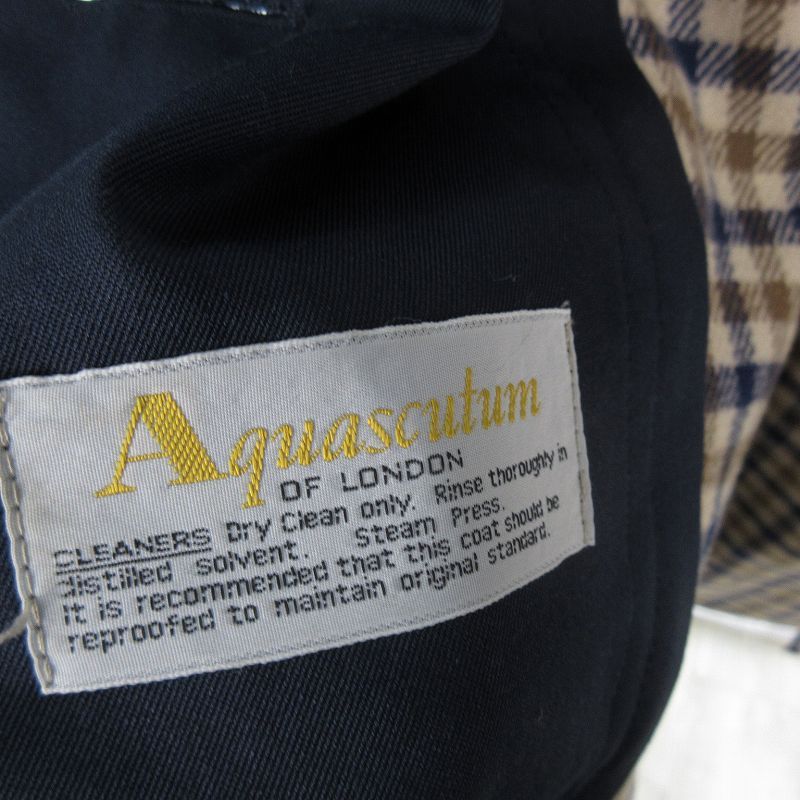 Aquascutum
OF LONDON
CLEANERS Dry Clean only. Rinse thoroughly in
distilled solvent. Steam Press.
It is recommended that this coat should be
reproofed to maintain original standard.